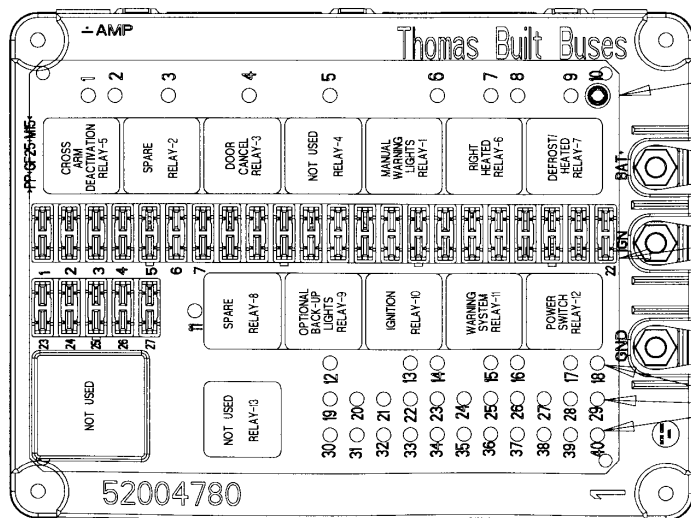 AMP
Thomas Built Buses
1 2 3 4 5 6 7 8 9 10
>PP-GF25-M15<
CROSS
ARM
DEACTIVATION
RELAY-5
SPARE
RELAY-2
DOOR
CANCEL
RELAY-3
NOT USED
RELAY-4
MANUAL
WARNING
LIGHTS
RELAY-1
RIGHT
HEATED
RELAY-6
DEFROST/
HEATED
RELAY-7
BAT+
IGN
GND
1 2 3 4 5 6 7 22
23 24 25 26 27
11
SPARE
RELAY-8
OPTIONAL
BACK-UP
LIGHTS
RELAY-9
IGNITION
RELAY-10
WARNING
SYSTEM
RELAY-11
POWER
SWITCH
RELAY-12
NOT USED
NOT USED
RELAY-13
12 13 14 15 16 17 18
19 20 21 22 23 24 25 26 27 28 29
30 31 32 33 34 35 36 37 38 39 40
52004780
1